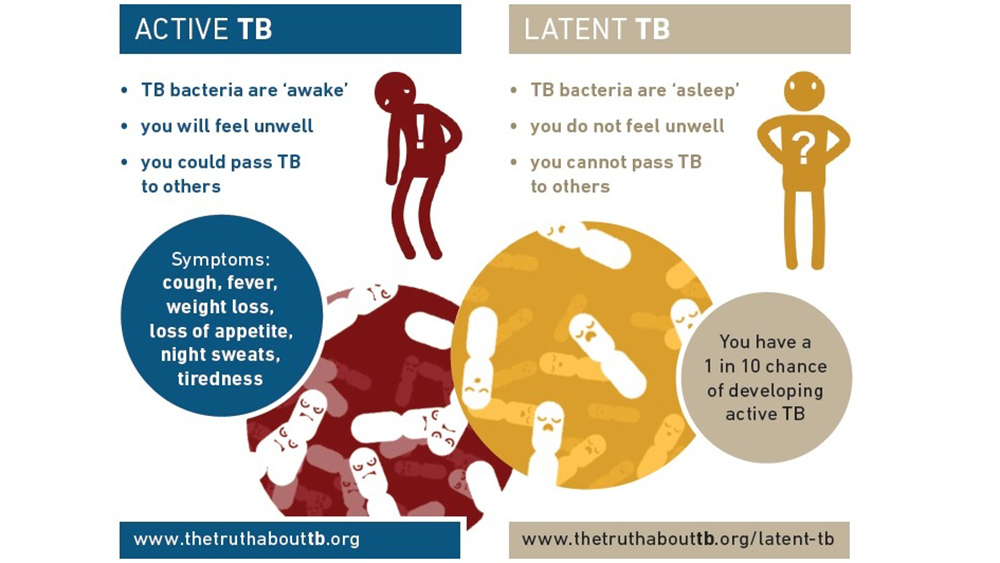 ACTIVE TB
• TB bacteria are ‘awake’
• you will feel unwell
• you could pass TB
to others
Symptoms:
cough, fever,
weight loss,
loss of appetite,
night sweats,
tiredness
!
www.thetruthabouttb.org
LATENT TB
• TB bacteria are ‘asleep’
• you do not feel unwell
• you cannot pass TB
to others
?
You have a
1 in 10 chance
of developing
active TB
www.thetruthabouttb.org/latent-tb